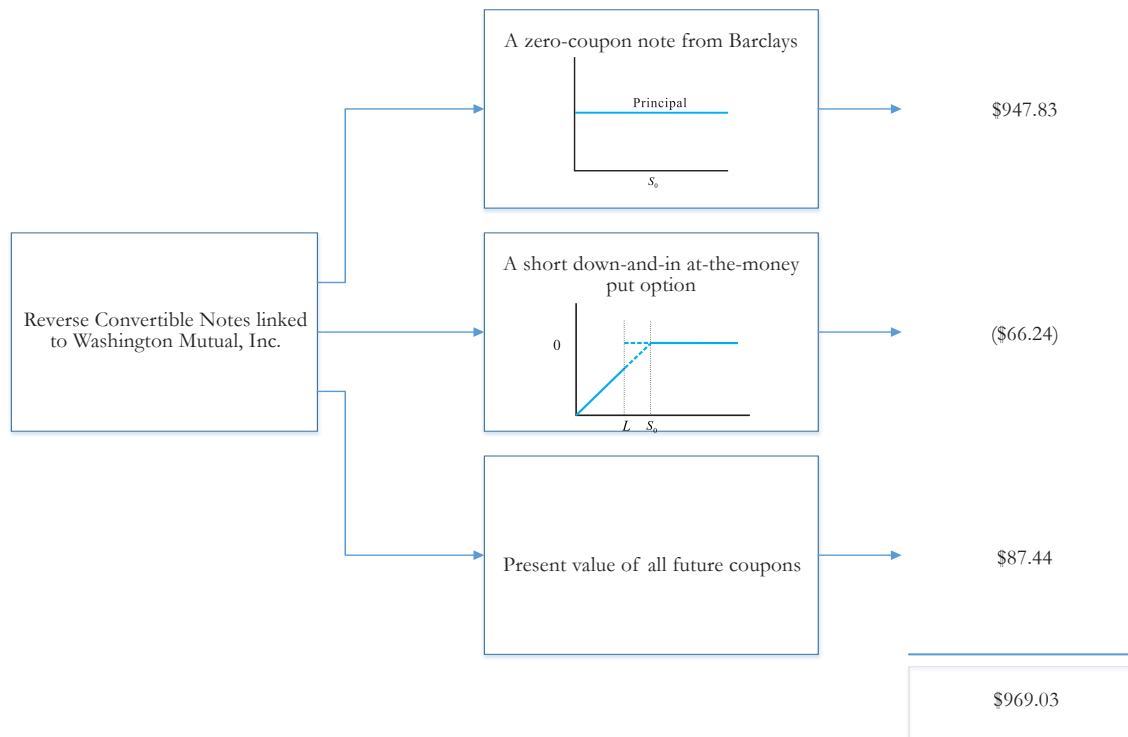 A zero-coupon note from Barclays
Principal
S₀
$947.83
Reverse Convertible Notes linked
to Washington Mutual, Inc.
A short down-and-in at-the-money
put option
0
L S₀
($66.24)
Present value of all future coupons
$87.44
$969.03